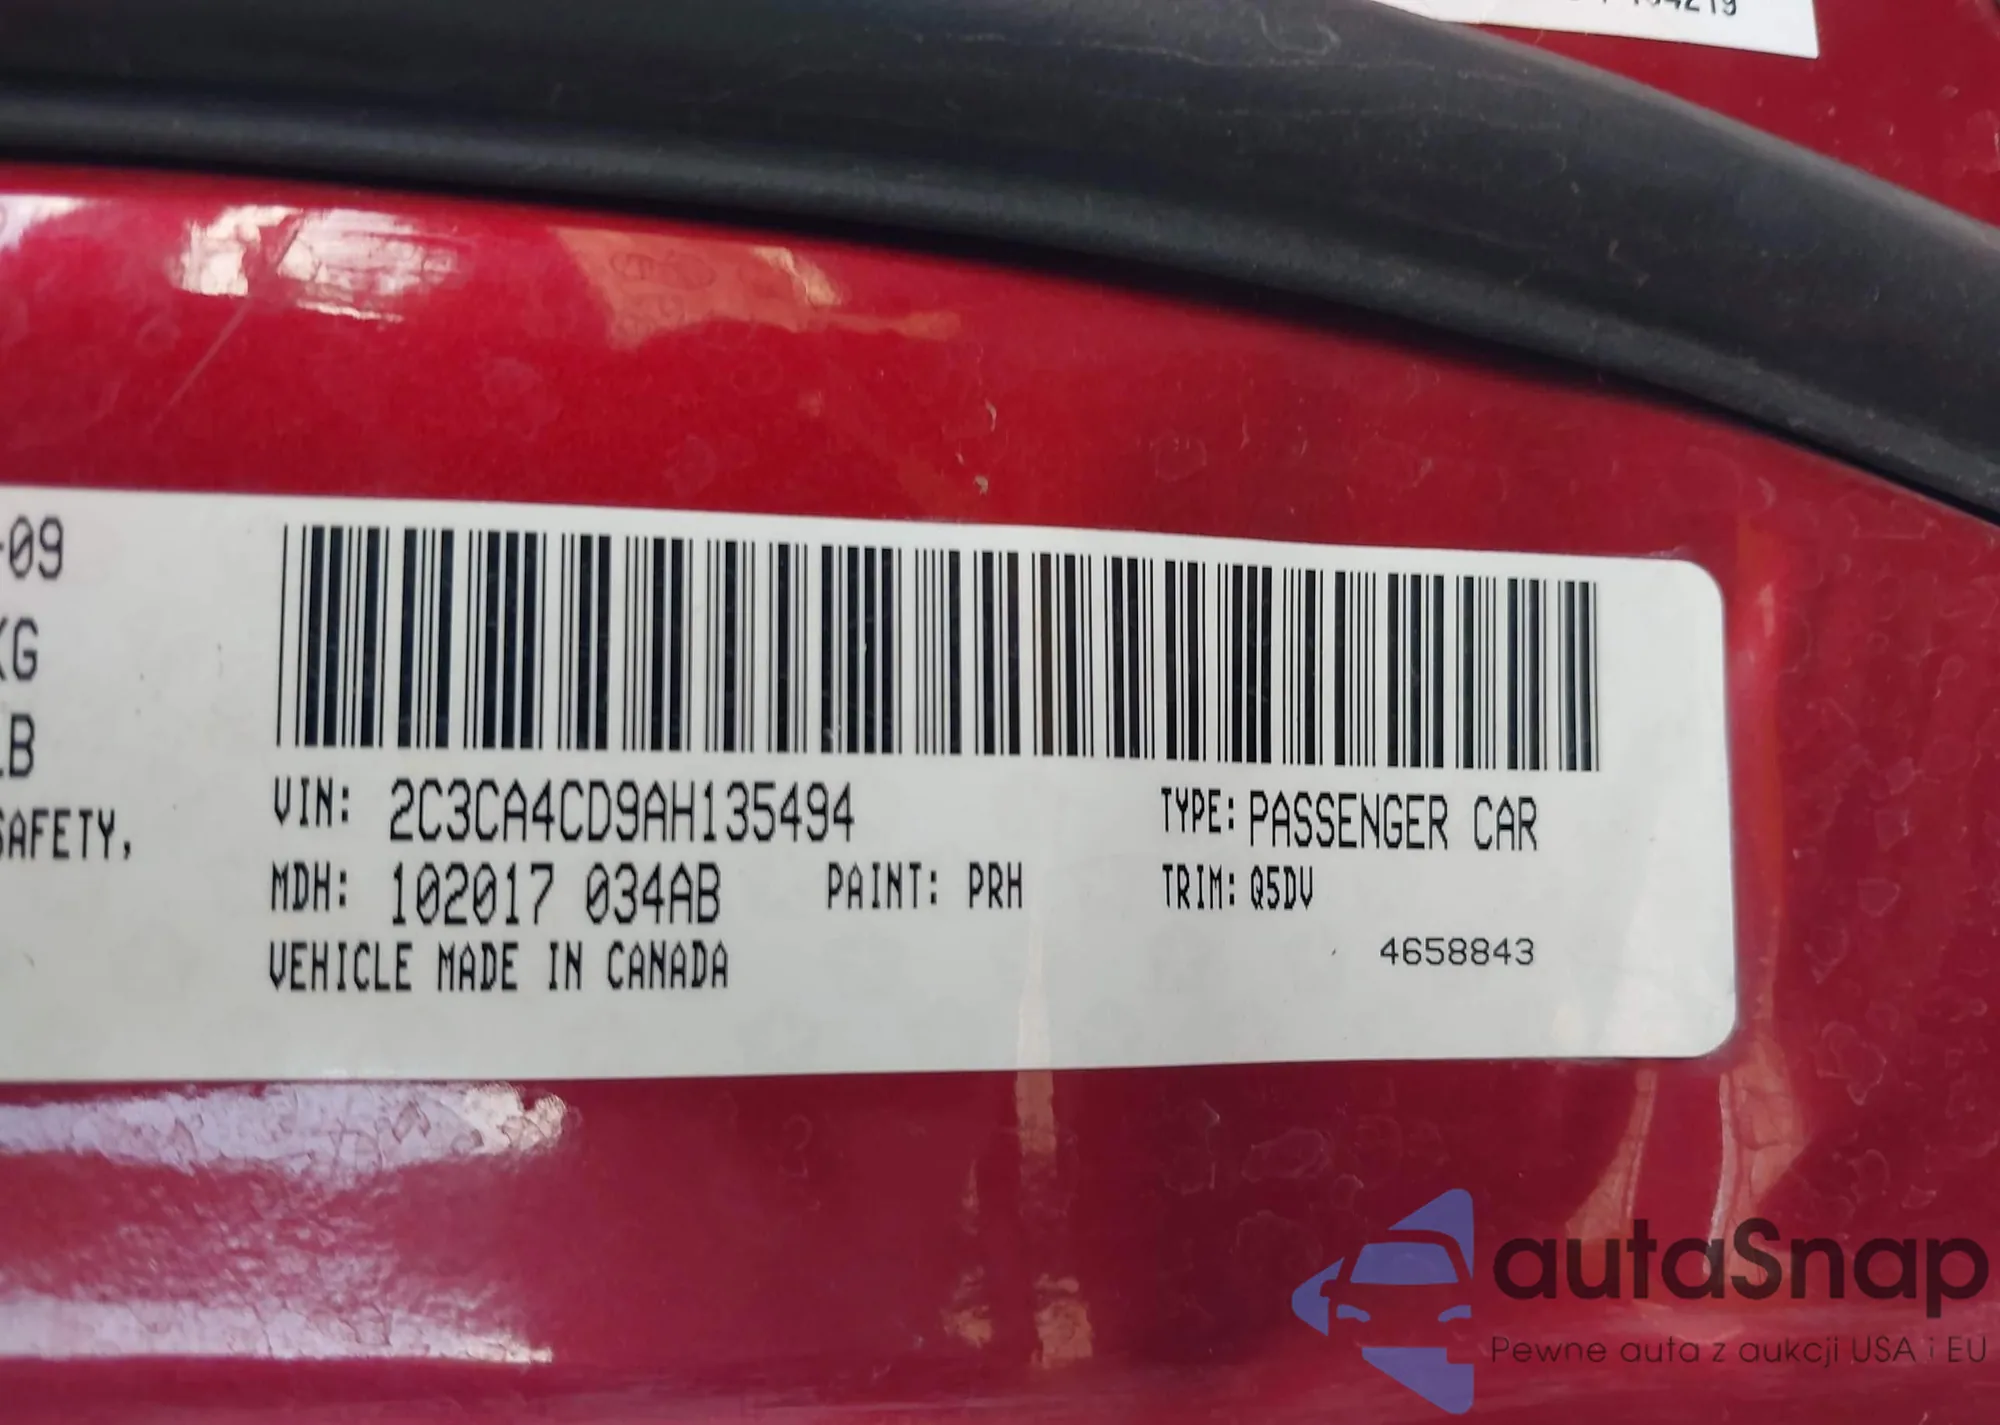 -09
KG
LB
SAFETY,
VIN: 2C3CA4CD9AH135494
TYPE: PASSENGER CAR
MDH: 102017 034AB
PAINT: PRH
TRIM: Q5DV
VEHICLE MADE IN CANADA
4658843
autaSnap
Pewne auta z aukcji USA i EU